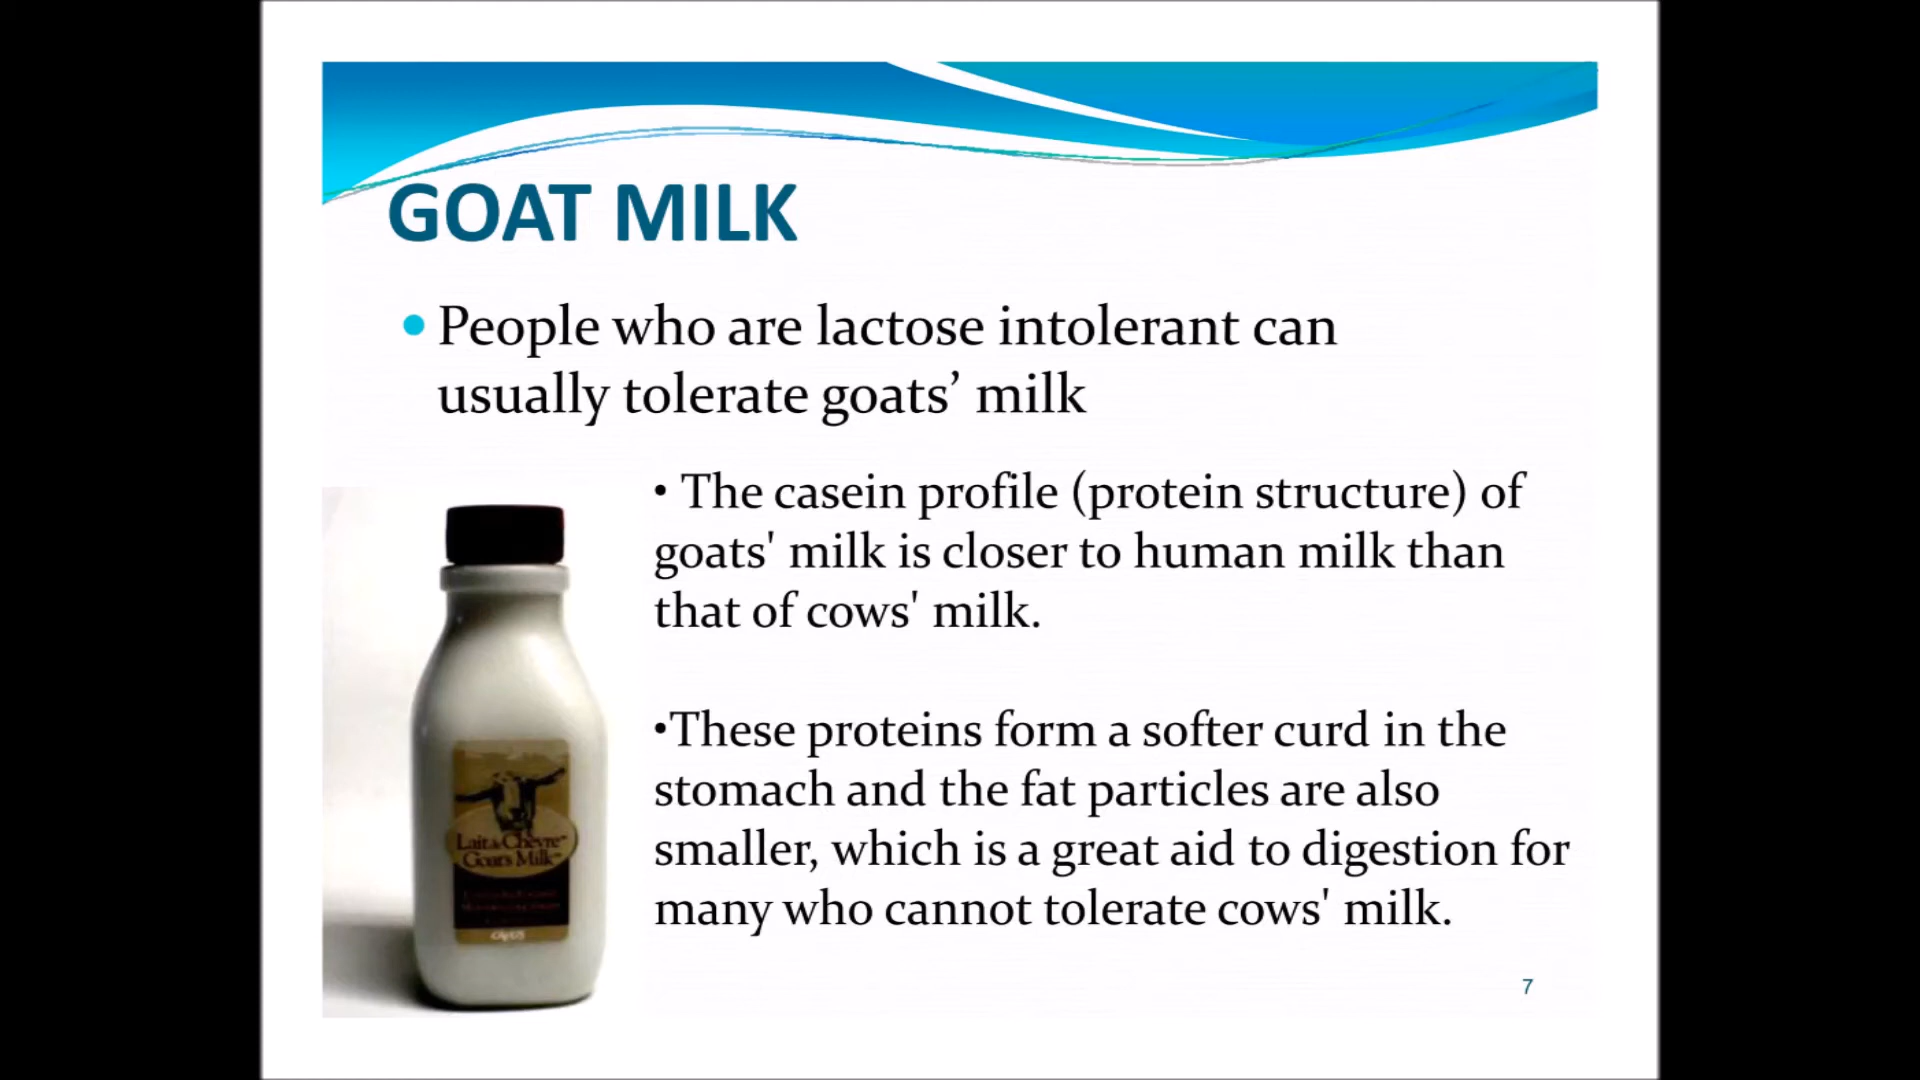 GOAT MILK
• People who are lactose intolerant can
usually tolerate goats’ milk
• The casein profile (protein structure) of
goats' milk is closer to human milk than
that of cows' milk.
•These proteins form a softer curd in the
stomach and the fat particles are also
smaller, which is a great aid to digestion for
many who cannot tolerate cows' milk.
Lait de Chèvre™
Goat's Milk™
7